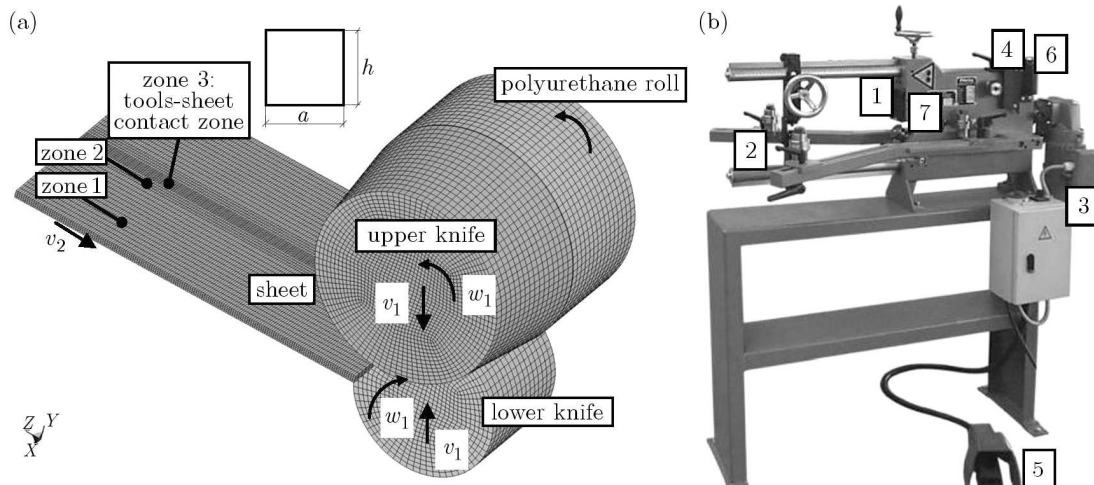 (a)
h
a
zone 3:
tools-sheet
contact zone
zone 2
zone 1
v2
sheet
polyurethane roll
upper knife
v1
w1
w1
v1
lower knife
Z
Y
X
(b)
4
6
1
7
2
3
5